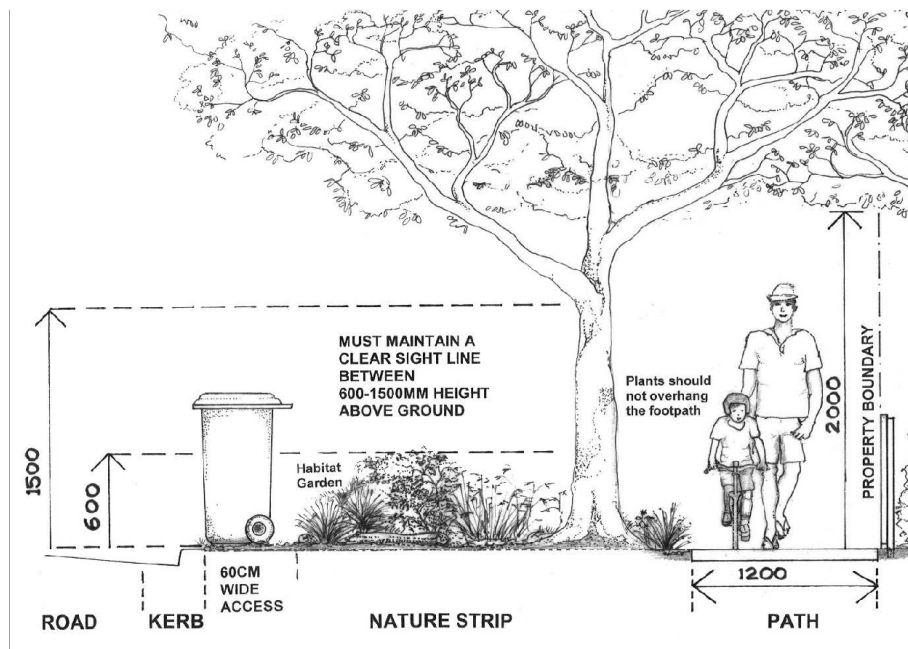 MUST MAINTAIN A
CLEAR SIGHT LINE
BETWEEN
600-1500MM HEIGHT
ABOVE GROUND
Plants should
not overhang
the footpath
2000
PROPERTY BOUNDARY
1500
600
Habitat
Garden
60CM
WIDE
ACCESS
1200
ROAD
KERB
NATURE STRIP
PATH